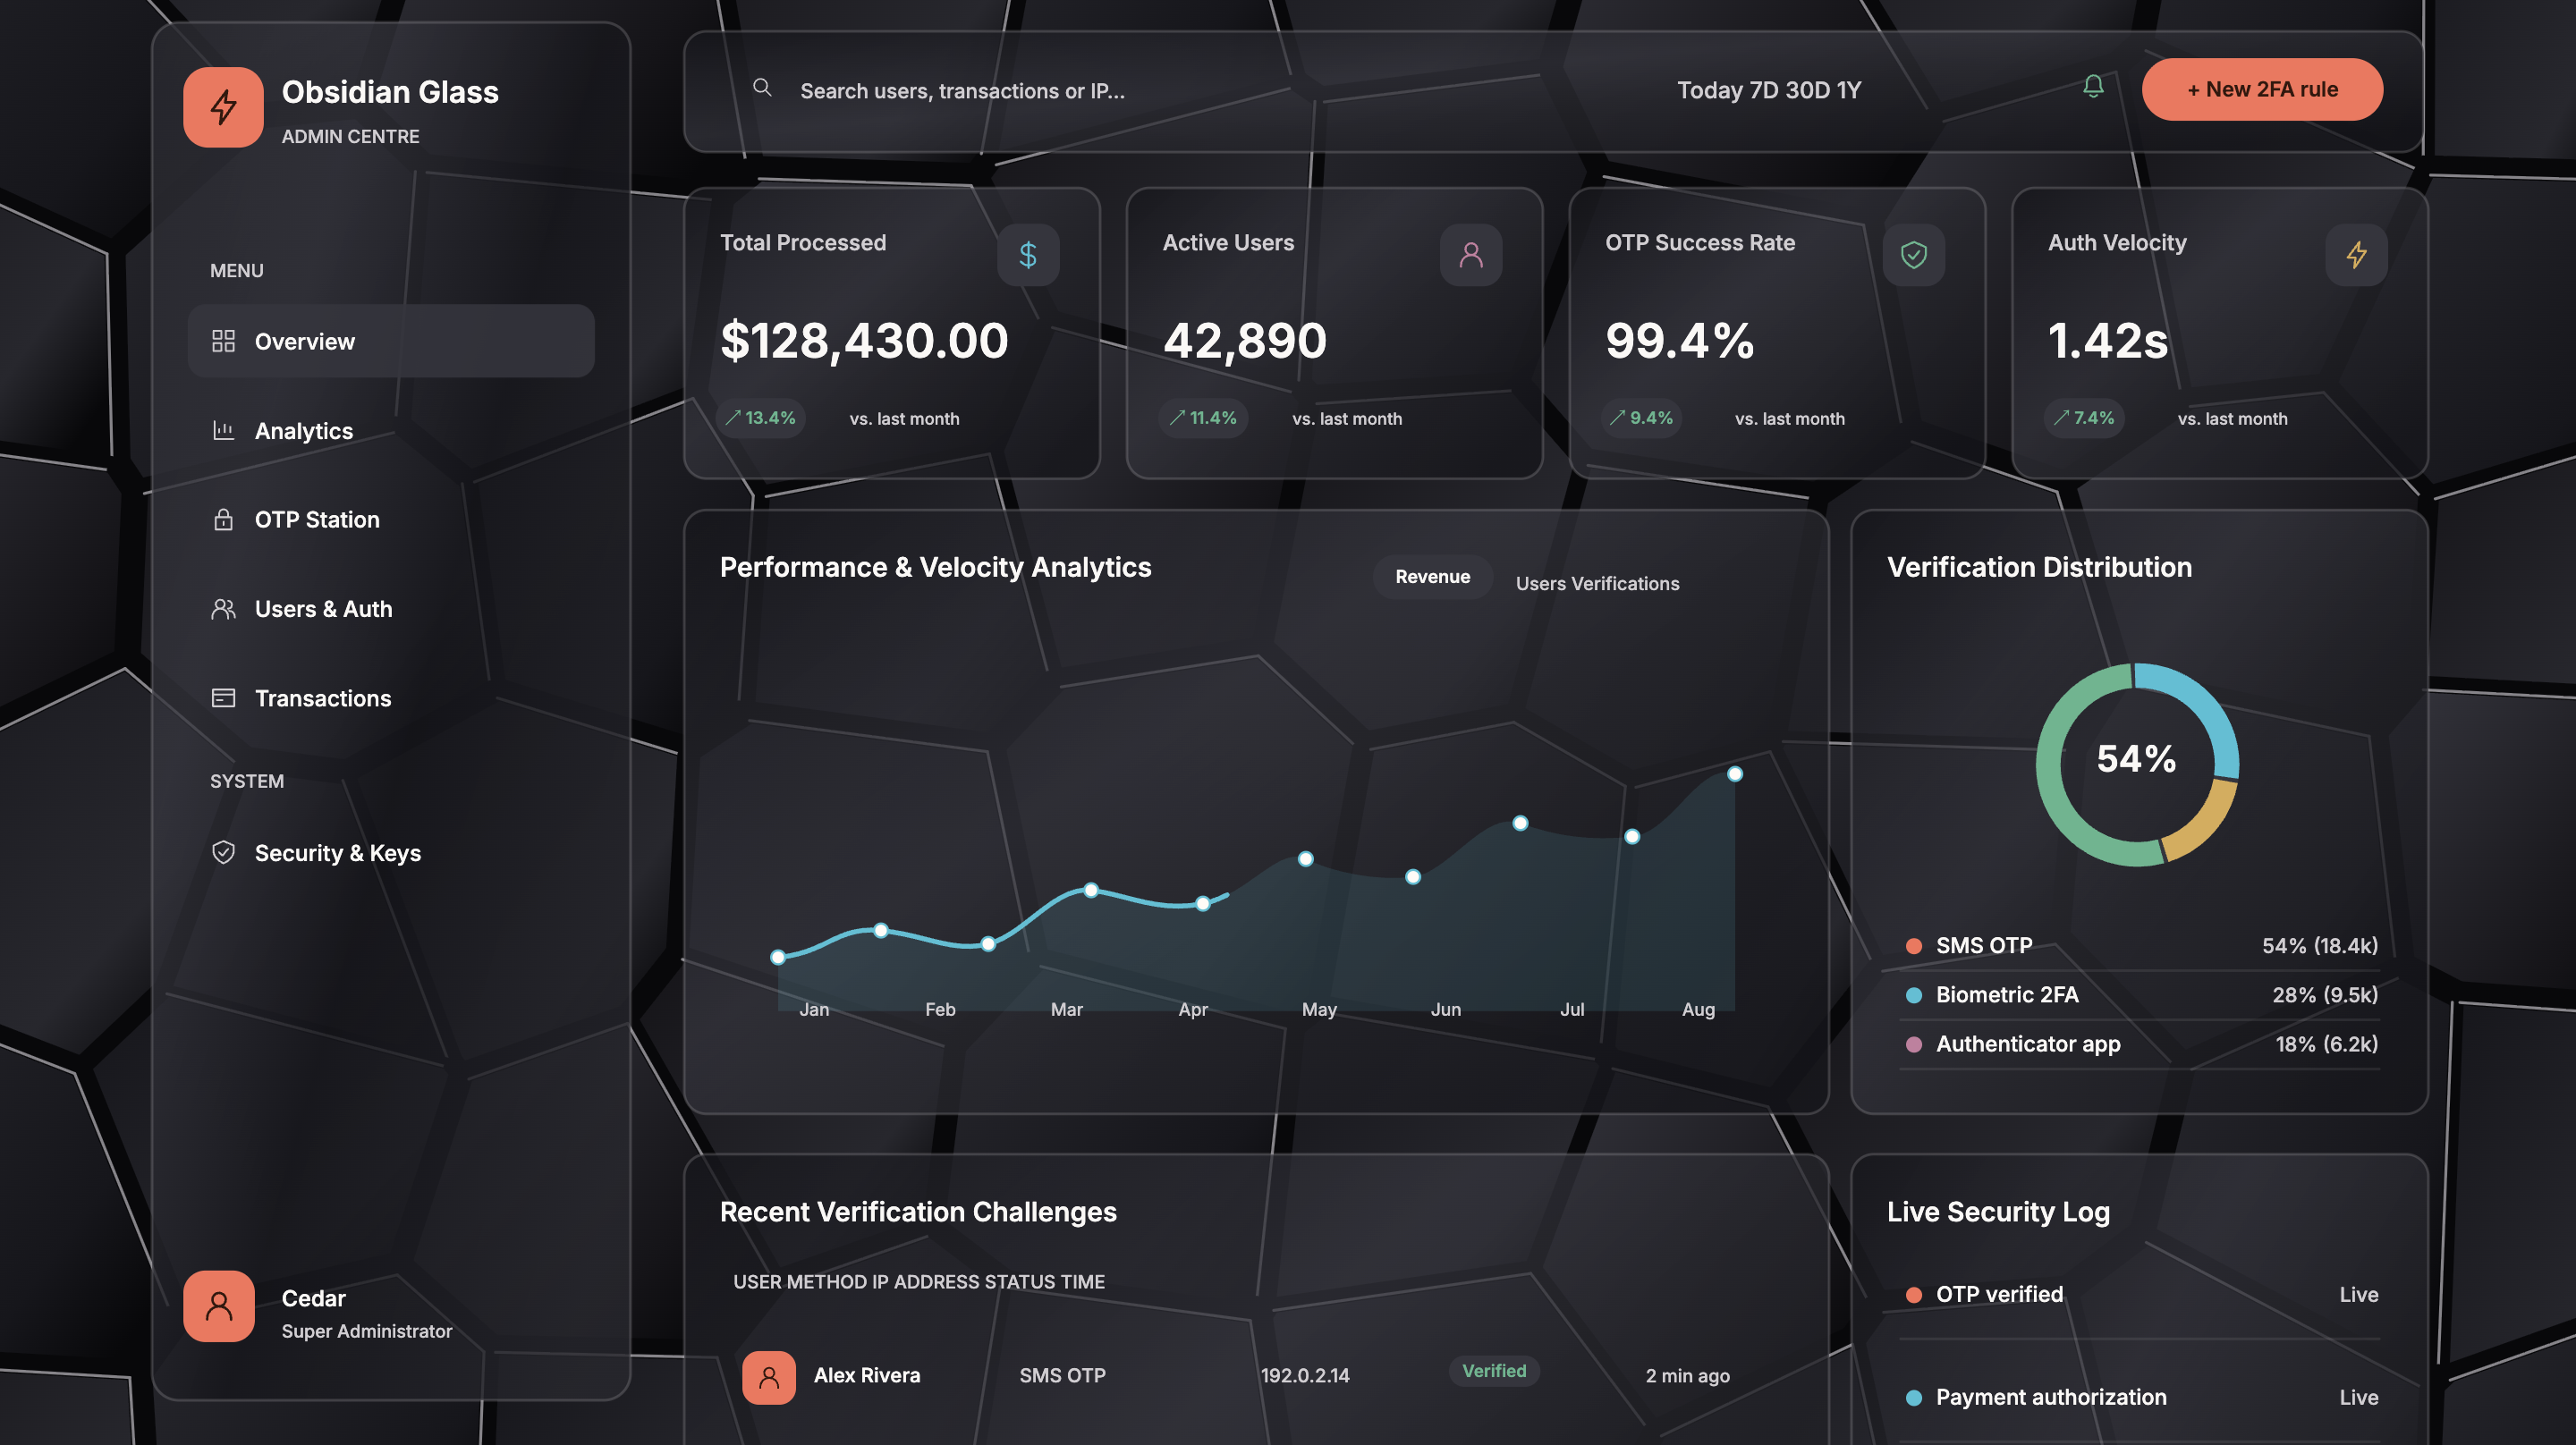 Obsidian Glass
ADMIN CENTRE
MENU
Overview
Analytics
OTP Station
Users & Auth
Transactions
SYSTEM
Security & Keys
Cedar
Super Administrator
Search users, transactions or IP...
Today 7D 30D 1Y
+ New 2FA rule
Total Processed
$
$128,430.00
13.4%
vs. last month
Active Users
42,890
11.4%
vs. last month
OTP Success Rate
99.4%
9.4%
vs. last month
Auth Velocity
1.42s
7.4%
vs. last month
Performance & Velocity Analytics
Revenue
Users Verifications
Jan Feb Mar Apr May Jun Jul Aug
Verification Distribution
54%
SMS OTP 54% (18.4k)
Biometric 2FA 28% (9.5k)
Authenticator app 18% (6.2k)
Recent Verification Challenges
USER METHOD IP ADDRESS STATUS TIME
Alex Rivera SMS OTP 192.0.2.14 Verified 2 min ago
Live Security Log
OTP verified Live
Payment authorization Live